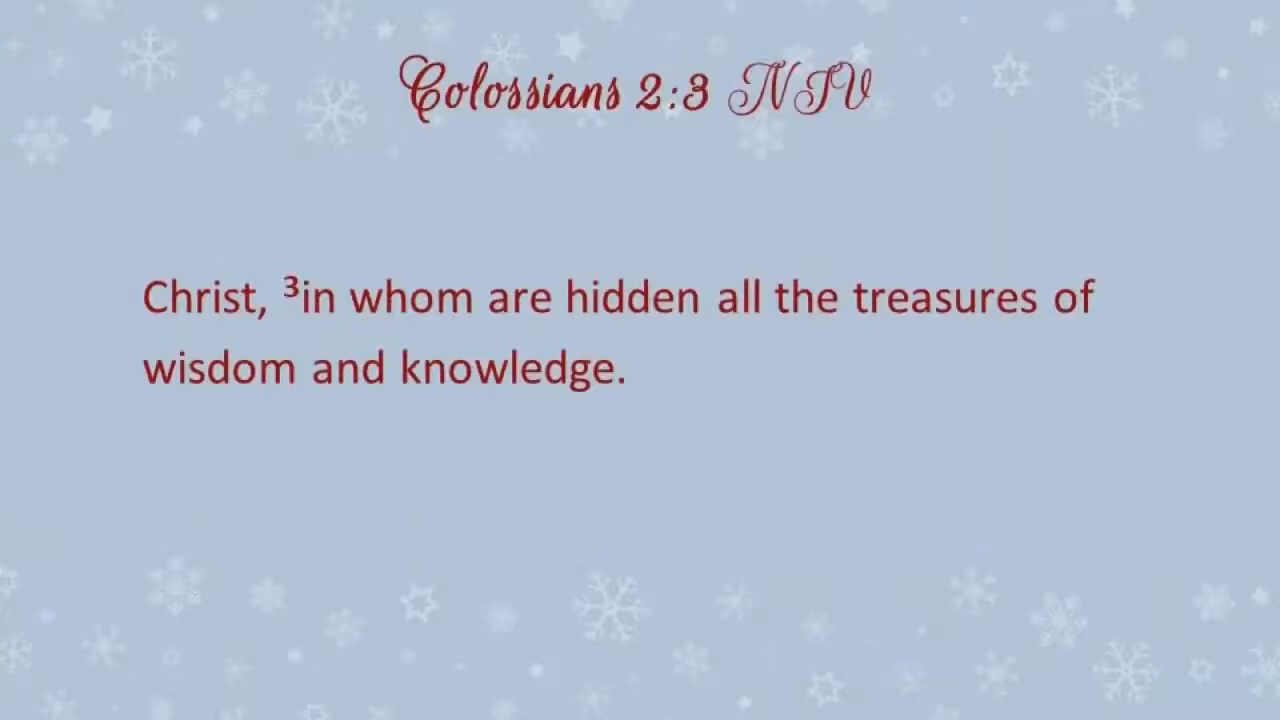 Colossians 2:3 NIV
Christ, ³in whom are hidden all the treasures of
wisdom and knowledge.